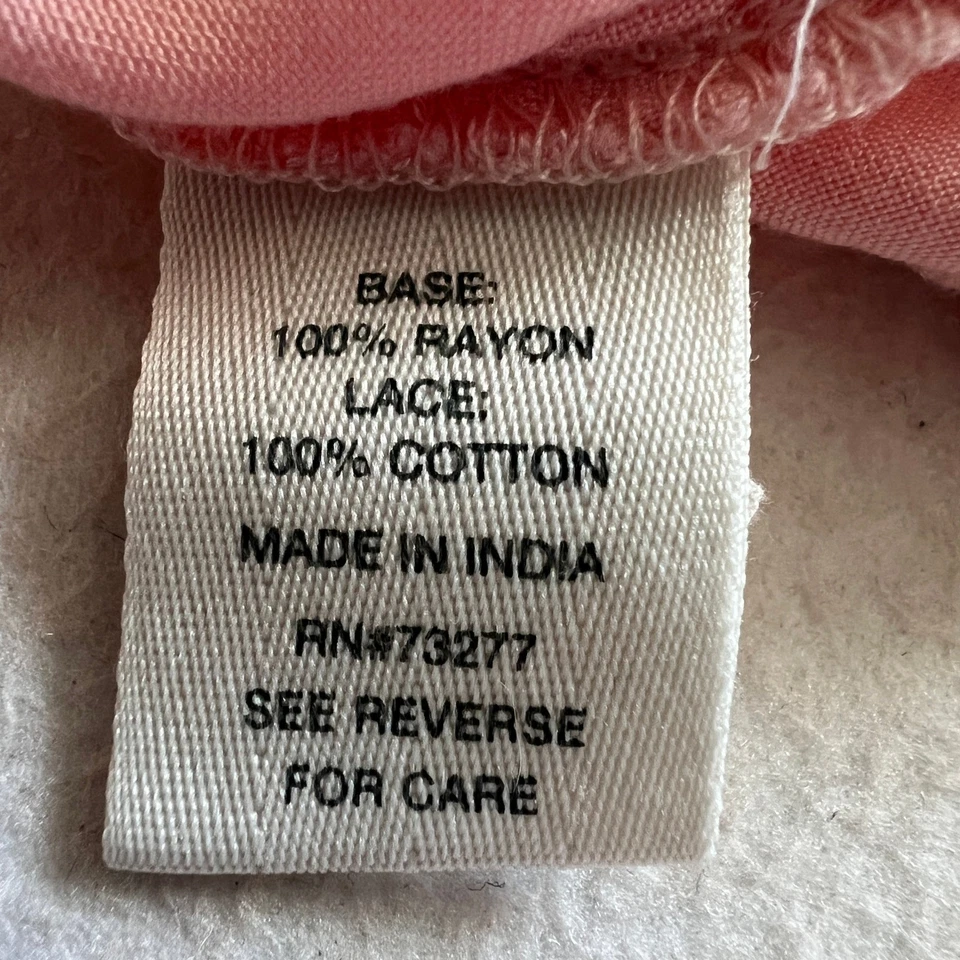 BASE:
100% RAYON
LACE:
100% COTTON
MADE IN INDIA
RN#73277
SEE REVERSE
FOR CARE